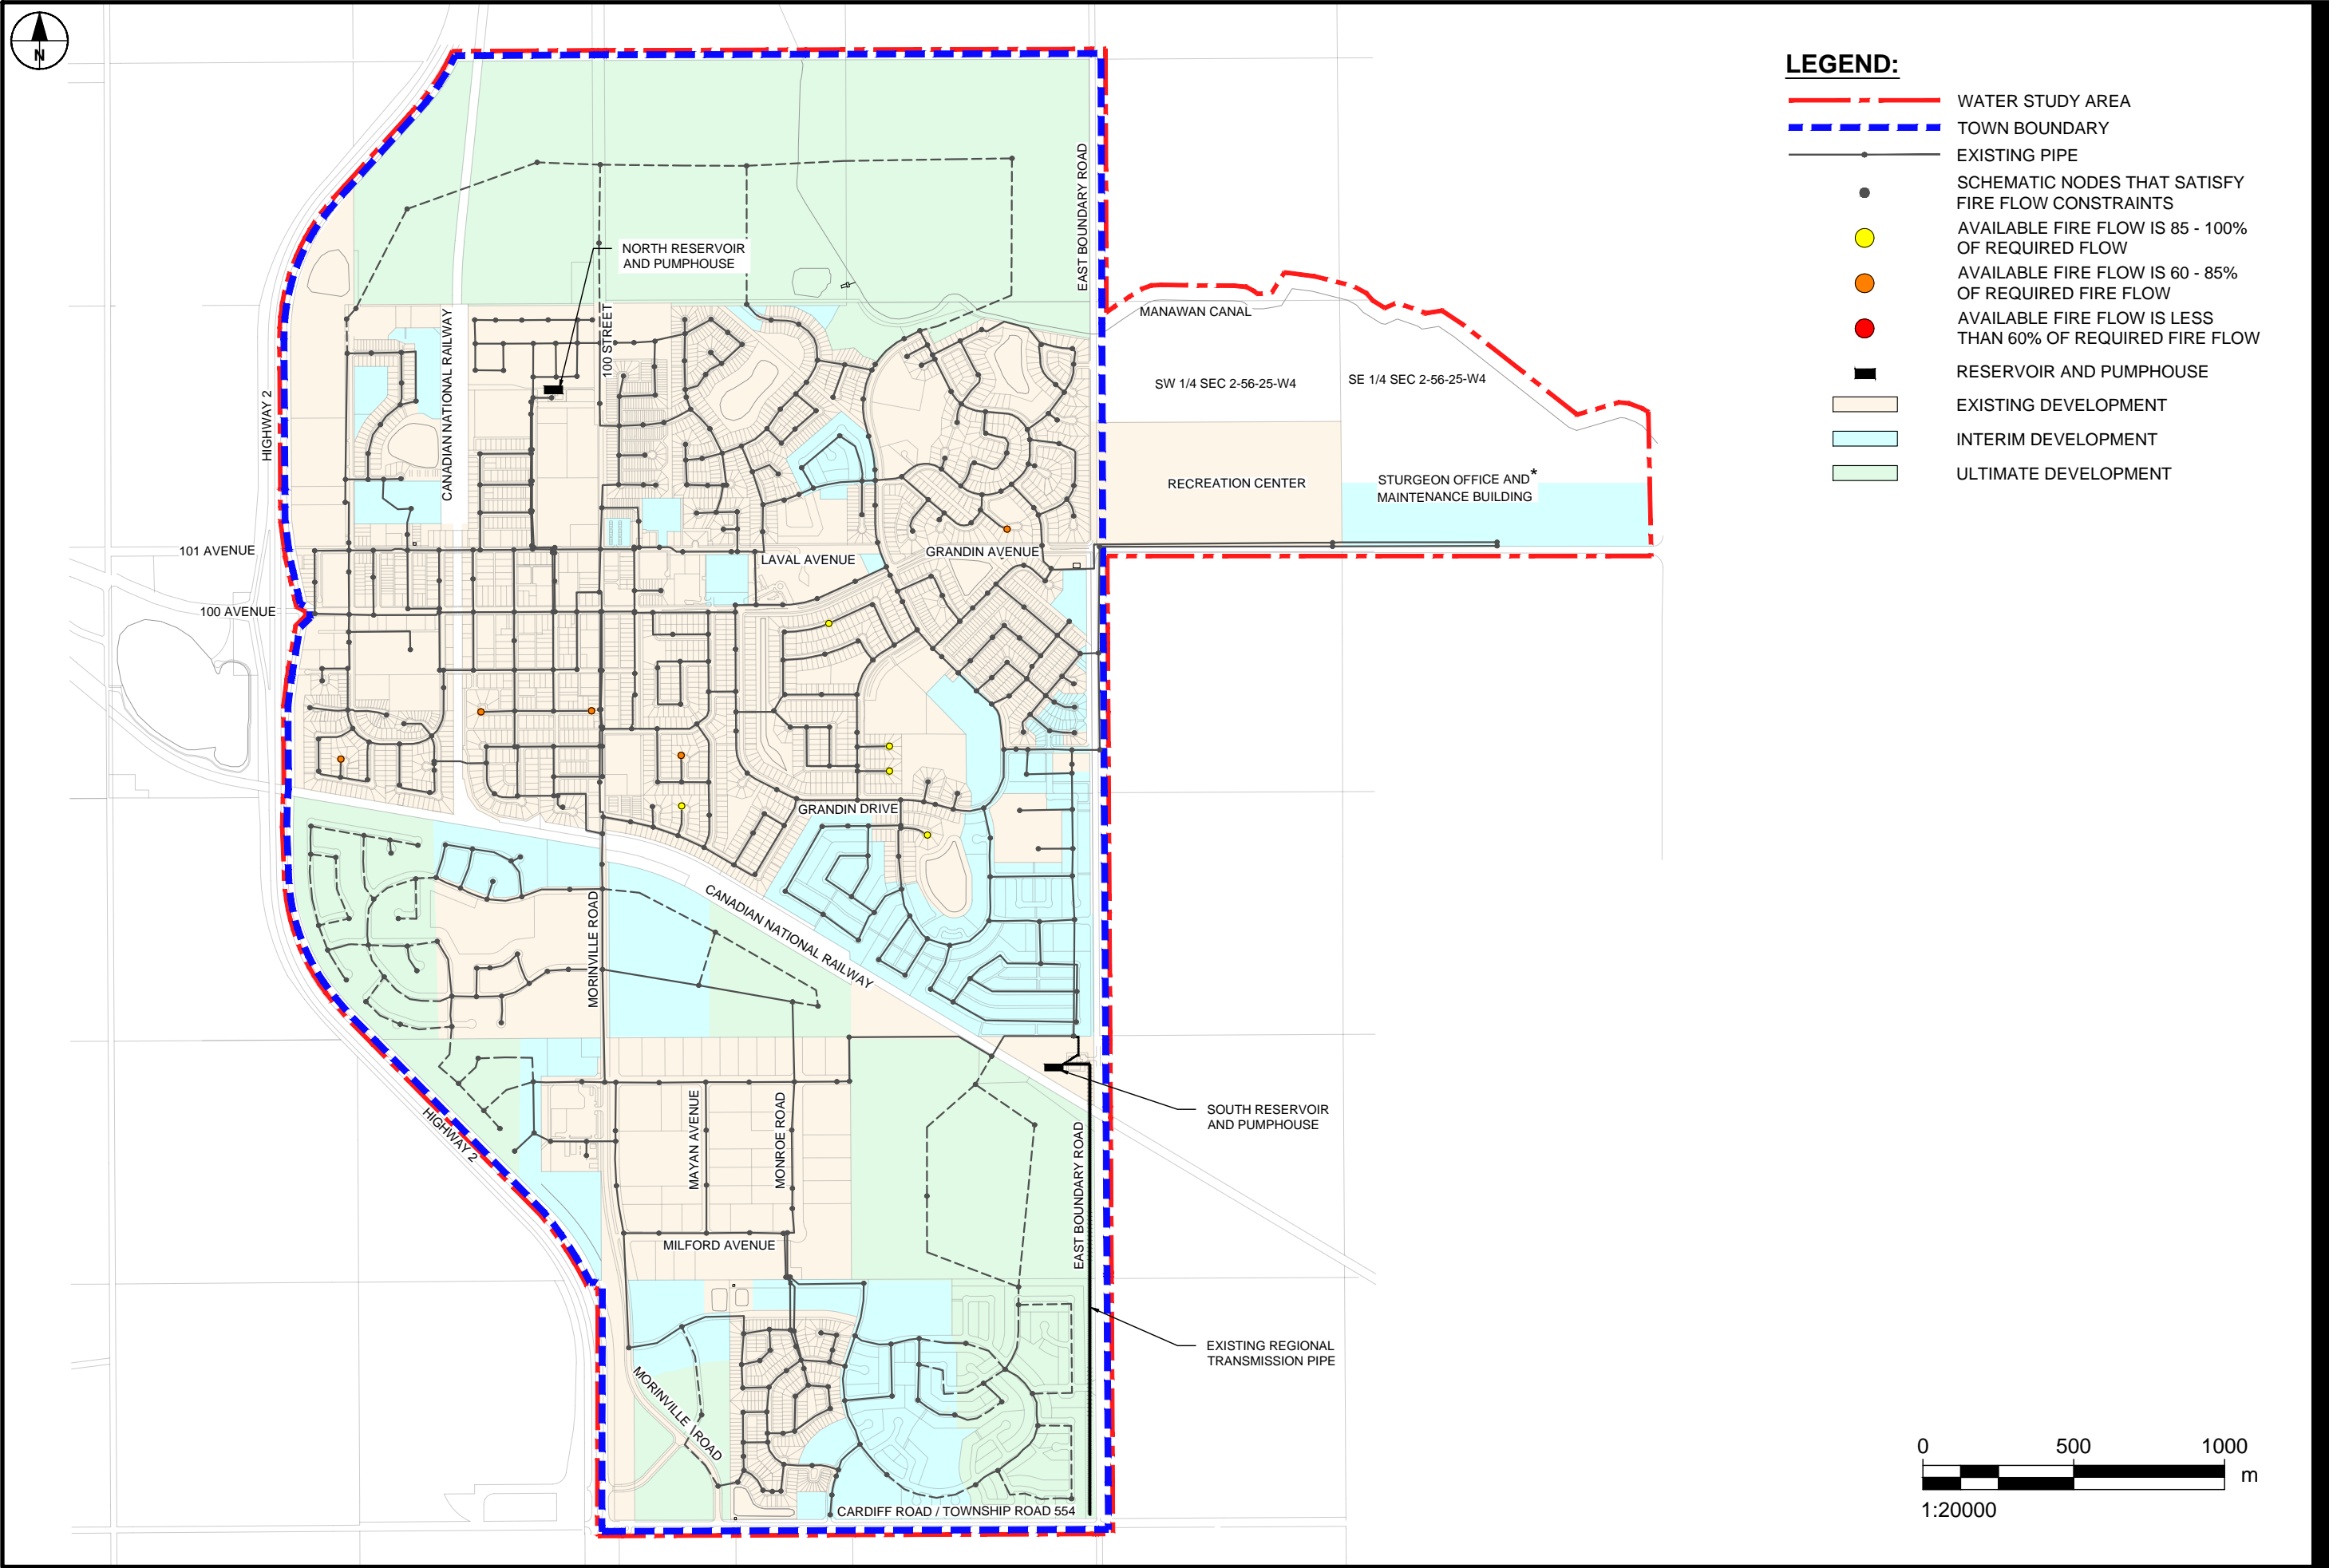 N
LEGEND:
WATER STUDY AREA
TOWN BOUNDARY
EXISTING PIPE
SCHEMATIC NODES THAT SATISFY
FIRE FLOW CONSTRAINTS
AVAILABLE FIRE FLOW IS 85 - 100%
OF REQUIRED FLOW
AVAILABLE FIRE FLOW IS 60 - 85%
OF REQUIRED FIRE FLOW
AVAILABLE FIRE FLOW IS LESS
THAN 60% OF REQUIRED FIRE FLOW
RESERVOIR AND PUMPHOUSE
EXISTING DEVELOPMENT
INTERIM DEVELOPMENT
ULTIMATE DEVELOPMENT
EAST BOUNDARY ROAD
NORTH RESERVOIR
AND PUMPHOUSE
100 STREET
CANADIAN NATIONAL RAILWAY
HIGHWAY 2
MANAWAN CANAL
SW 1/4 SEC 2-56-25-W4
SE 1/4 SEC 2-56-25-W4
RECREATION CENTER
STURGEON OFFICE AND*
MAINTENANCE BUILDING
101 AVENUE
LAVAL AVENUE
GRANDIN AVENUE
100 AVENUE
GRANDIN DRIVE
CANADIAN NATIONAL RAILWAY
MORINVILLE ROAD
HIGHWAY 2
MAYAN AVENUE
MONROE ROAD
SOUTH RESERVOIR
AND PUMPHOUSE
EAST BOUNDARY ROAD
MILFORD AVENUE
EXISTING REGIONAL
TRANSMISSION PIPE
MORINVILLE ROAD
CARDIFF ROAD / TOWNSHIP ROAD 554
0 500 1000
m
1:20000